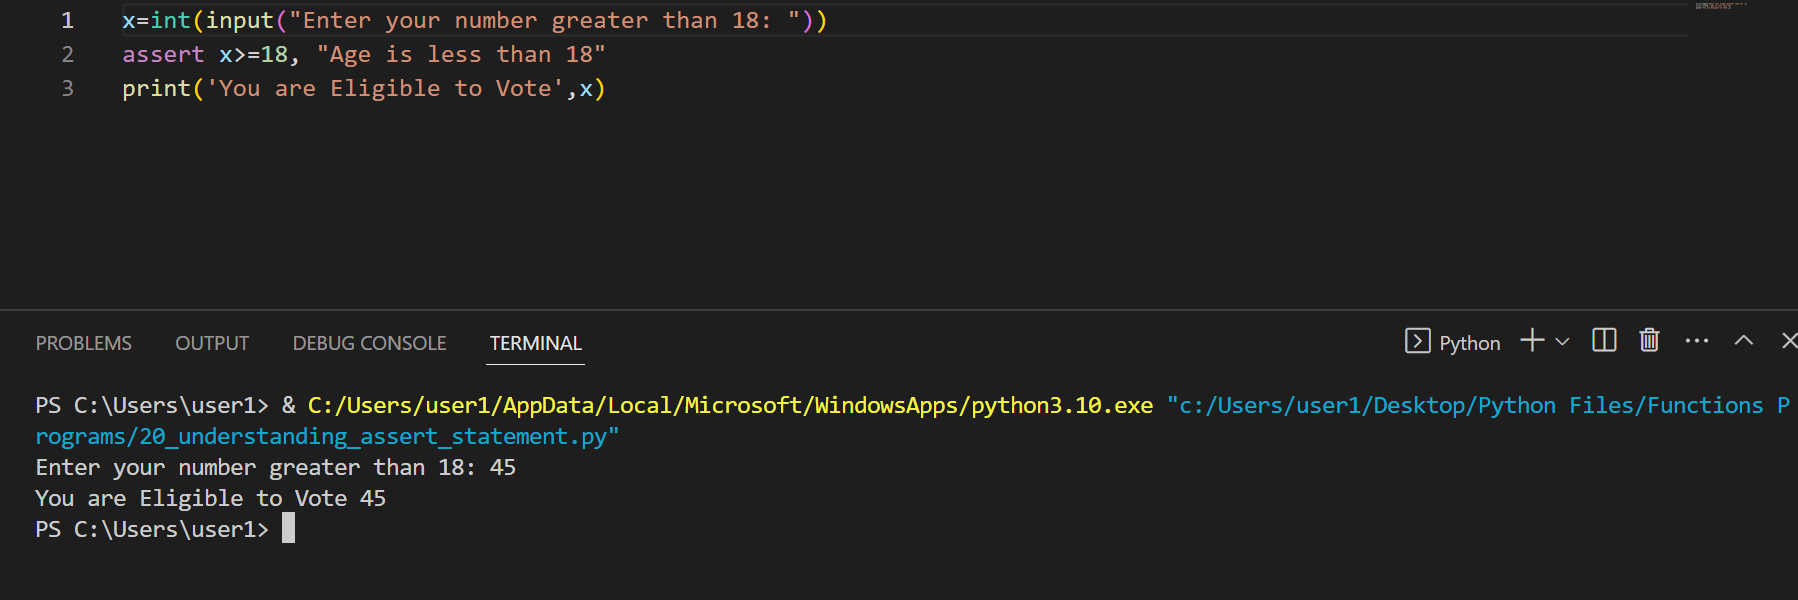 1 x=int(input("Enter your number greater than 18: "))
2 assert x>=18, "Age is less than 18"
3 print('You are Eligible to Vote',x)
PROBLEMS OUTPUT DEBUG CONSOLE TERMINAL Python
PS C:\Users\user1> & C:/Users/user1/AppData/Local/Microsoft/WindowsApps/python3.10.exe "c:/Users/user1/Desktop/Python Files/Functions P
rograms/20_understanding_assert_statement.py"
Enter your number greater than 18: 45
You are Eligible to Vote 45
PS C:\Users\user1>